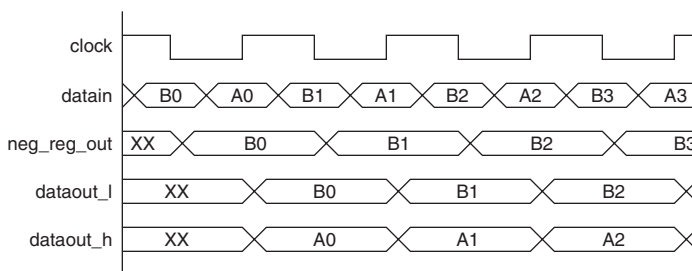 clock
datain B0 A0 B1 A1 B2 A2 B3 A3
neg_reg_out XX B0 B1 B2 B3
dataout_l XX B0 B1 B2
dataout_h XX A0 A1 A2